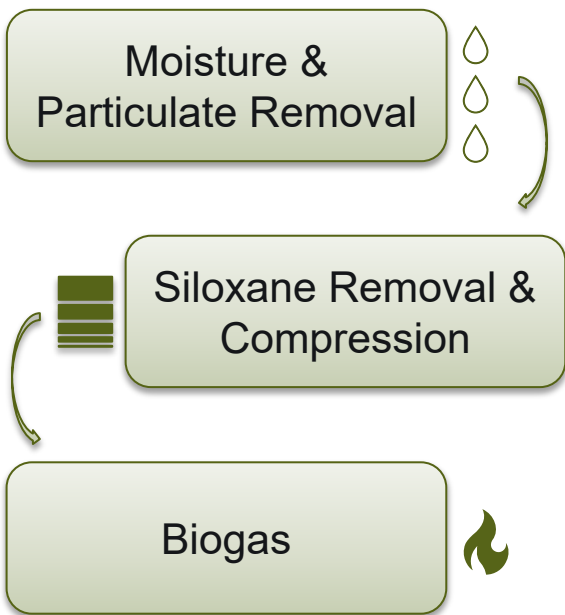 Moisture &
Particulate Removal
Siloxane Removal &
Compression
Biogas